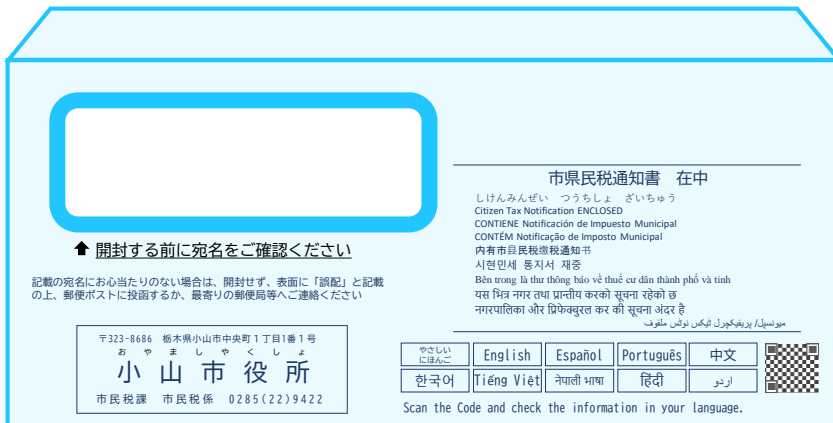 市県民税通知書 在中
しけんみんぜい つうちしょ ざいちゅう
Citizen Tax Notification ENCLOSED
CONTIENE Notificación de Impuesto Municipal
CONTÉM Notificação de Imposto Municipal
内有市县民税缴税通知书
시현민세 통지서 재중
Bên trong là thư thông báo về thuế cư dân thành phố và tỉnh
यस भित्र नगर तथा प्रान्तीय करको सूचना रहेको छ
नगरपालिका और प्रिफेक्चुरल कर की सूचना अंदर है
میونسپل/ پریفیکچرل ٹیکس نوٹس ملفوف
⬆ 開封する前に宛名をご確認ください
記載の宛名にお心当たりのない場合は、開封せず、表面に「誤配」と記載
の上、郵便ポストに投函するか、最寄りの郵便局等へご連絡ください
〒323-8686 栃木県小山市中央町1丁目1番1号
おやましやくしょ
小山市役所
市民税課 市民税係 0285(22)9422
やさしい
にほんご
English
Español
Português
中文
한국어
Tiếng Việt
नेपाली भाषा
हिंदी
اردو
Scan the Code and check the information in your language.